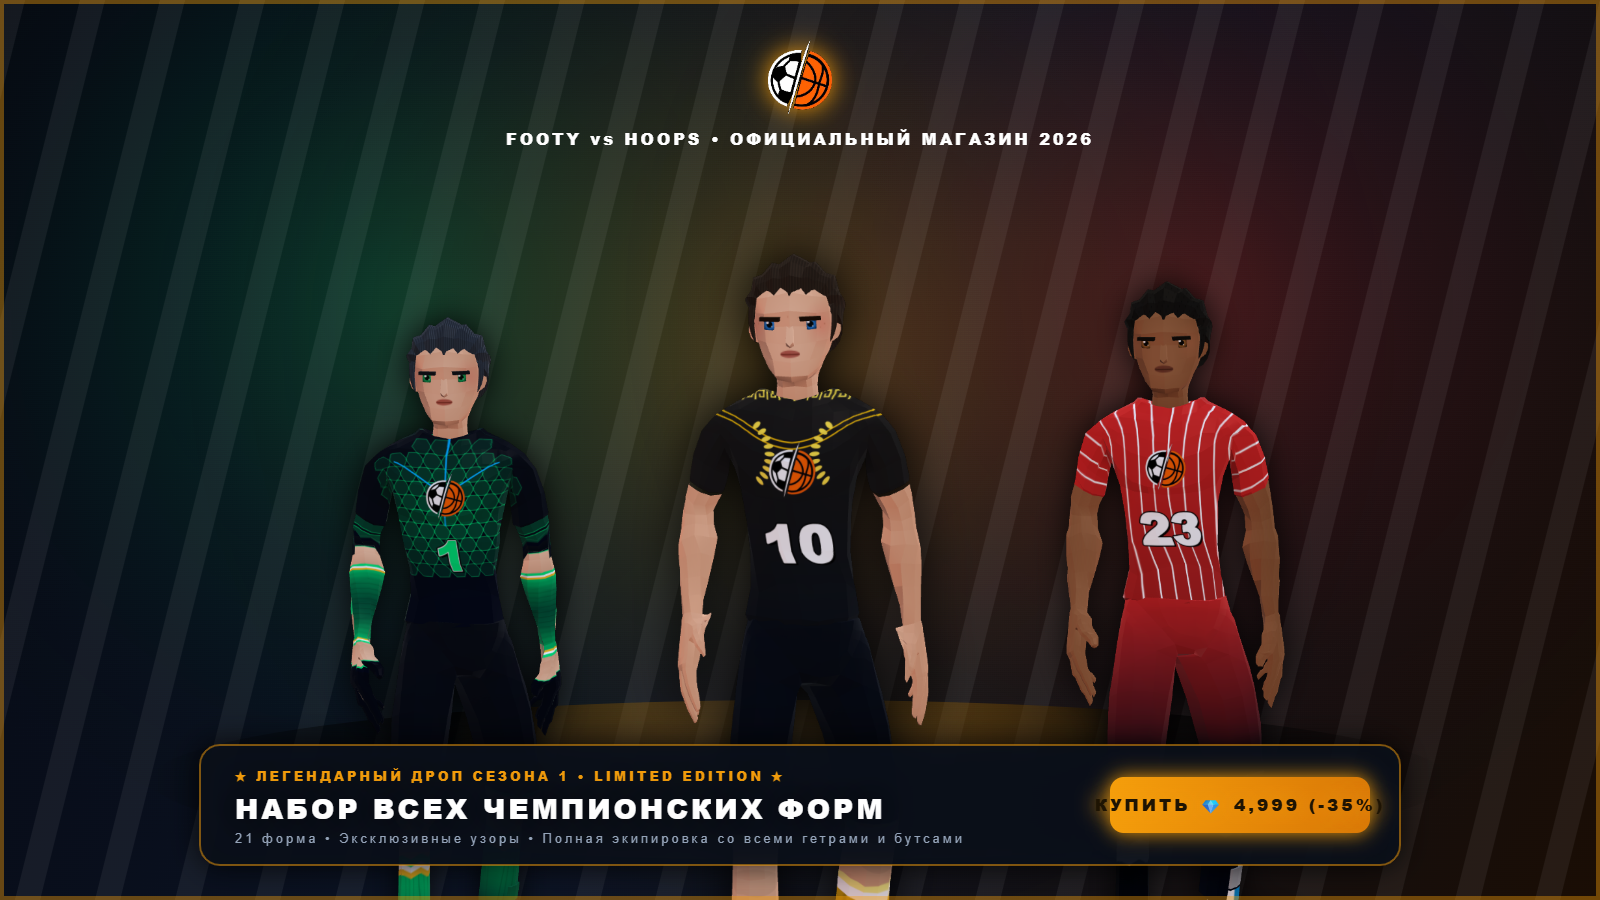 FOOTY vs HOOPS • ОФИЦИАЛЬНЫЙ МАГАЗИН 2026
1
10
23
★ ЛЕГЕНДАРНЫЙ ДРОП СЕЗОНА 1 • LIMITED EDITION ★
НАБОР ВСЕХ ЧЕМПИОНСКИХ ФОРМ
21 форма • Эксклюзивные узоры • Полная экипировка со всеми гетрами и бутсами
КУПИТЬ 💎 4,999 (-35%)